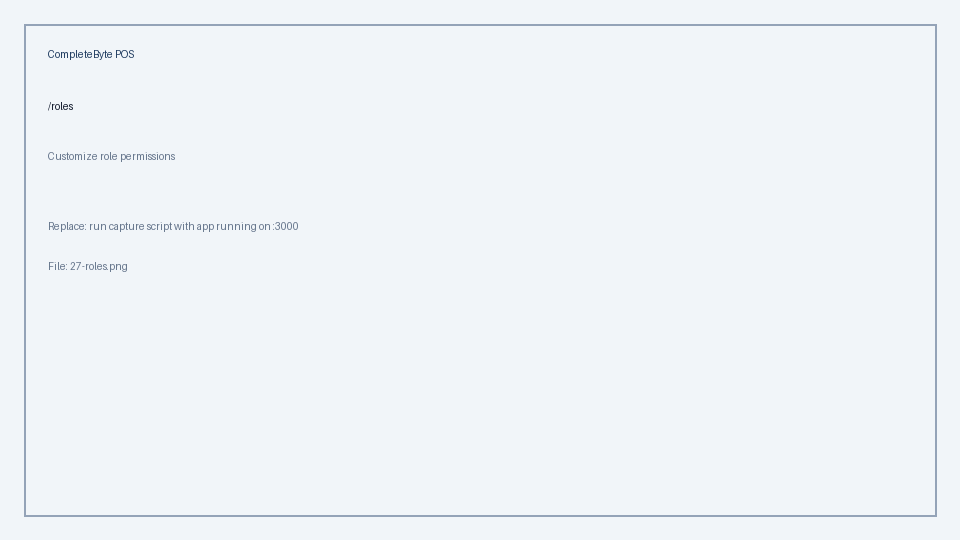 CompleteByte POS
/roles
Customize role permissions
Replace: run capture script with app running on :3000
File: 27-roles.png